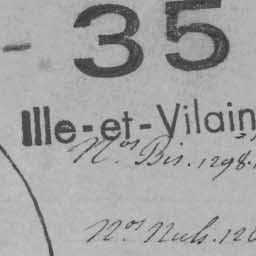 - 35
Ille-et-Vilain
Nos Bis. 1298.
Nos Nuls. 12